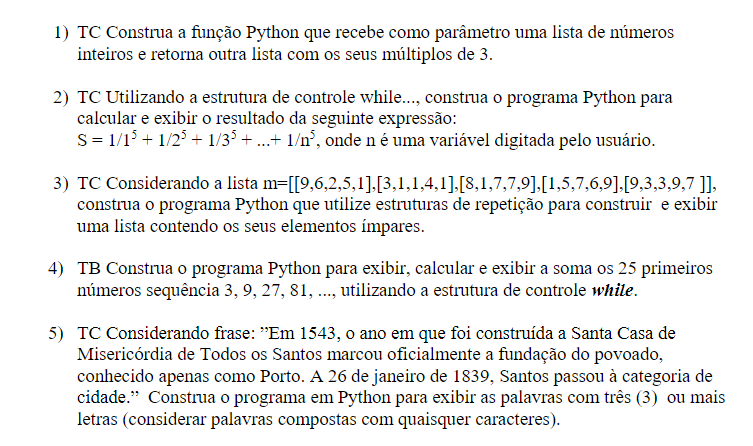 1) TC Construa a função Python que recebe como parâmetro uma lista de números
inteiros e retorna outra lista com os seus múltiplos de 3.
2) TC Utilizando a estrutura de controle while..., construa o programa Python para
calcular e exibir o resultado da seguinte expressão:
S = 1/1⁵ + 1/2⁵ + 1/3⁵ + ...+ 1/n⁵, onde n é uma variável digitada pelo usuário.
3) TC Considerando a lista m=[[9,6,2,5,1],[3,1,1,4,1],[8,1,7,7,9],[1,5,7,6,9],[9,3,3,9,7 ]],
construa o programa Python que utilize estruturas de repetição para construir e exibir
uma lista contendo os seus elementos ímpares.
4) TB Construa o programa Python para exibir, calcular e exibir a soma os 25 primeiros
números sequência 3, 9, 27, 81, ..., utilizando a estrutura de controle while.
5) TC Considerando frase: ”Em 1543, o ano em que foi construída a Santa Casa de
Misericórdia de Todos os Santos marcou oficialmente a fundação do povoado,
conhecido apenas como Porto. A 26 de janeiro de 1839, Santos passou à categoria de
cidade.” Construa o programa em Python para exibir as palavras com três (3) ou mais
letras (considerar palavras compostas com quaisquer caracteres).